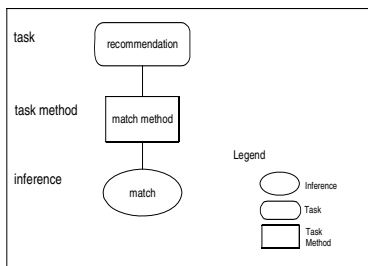 task
recommendation
task method
match method
inference
match
Legend
Inference
Task
Task
Method